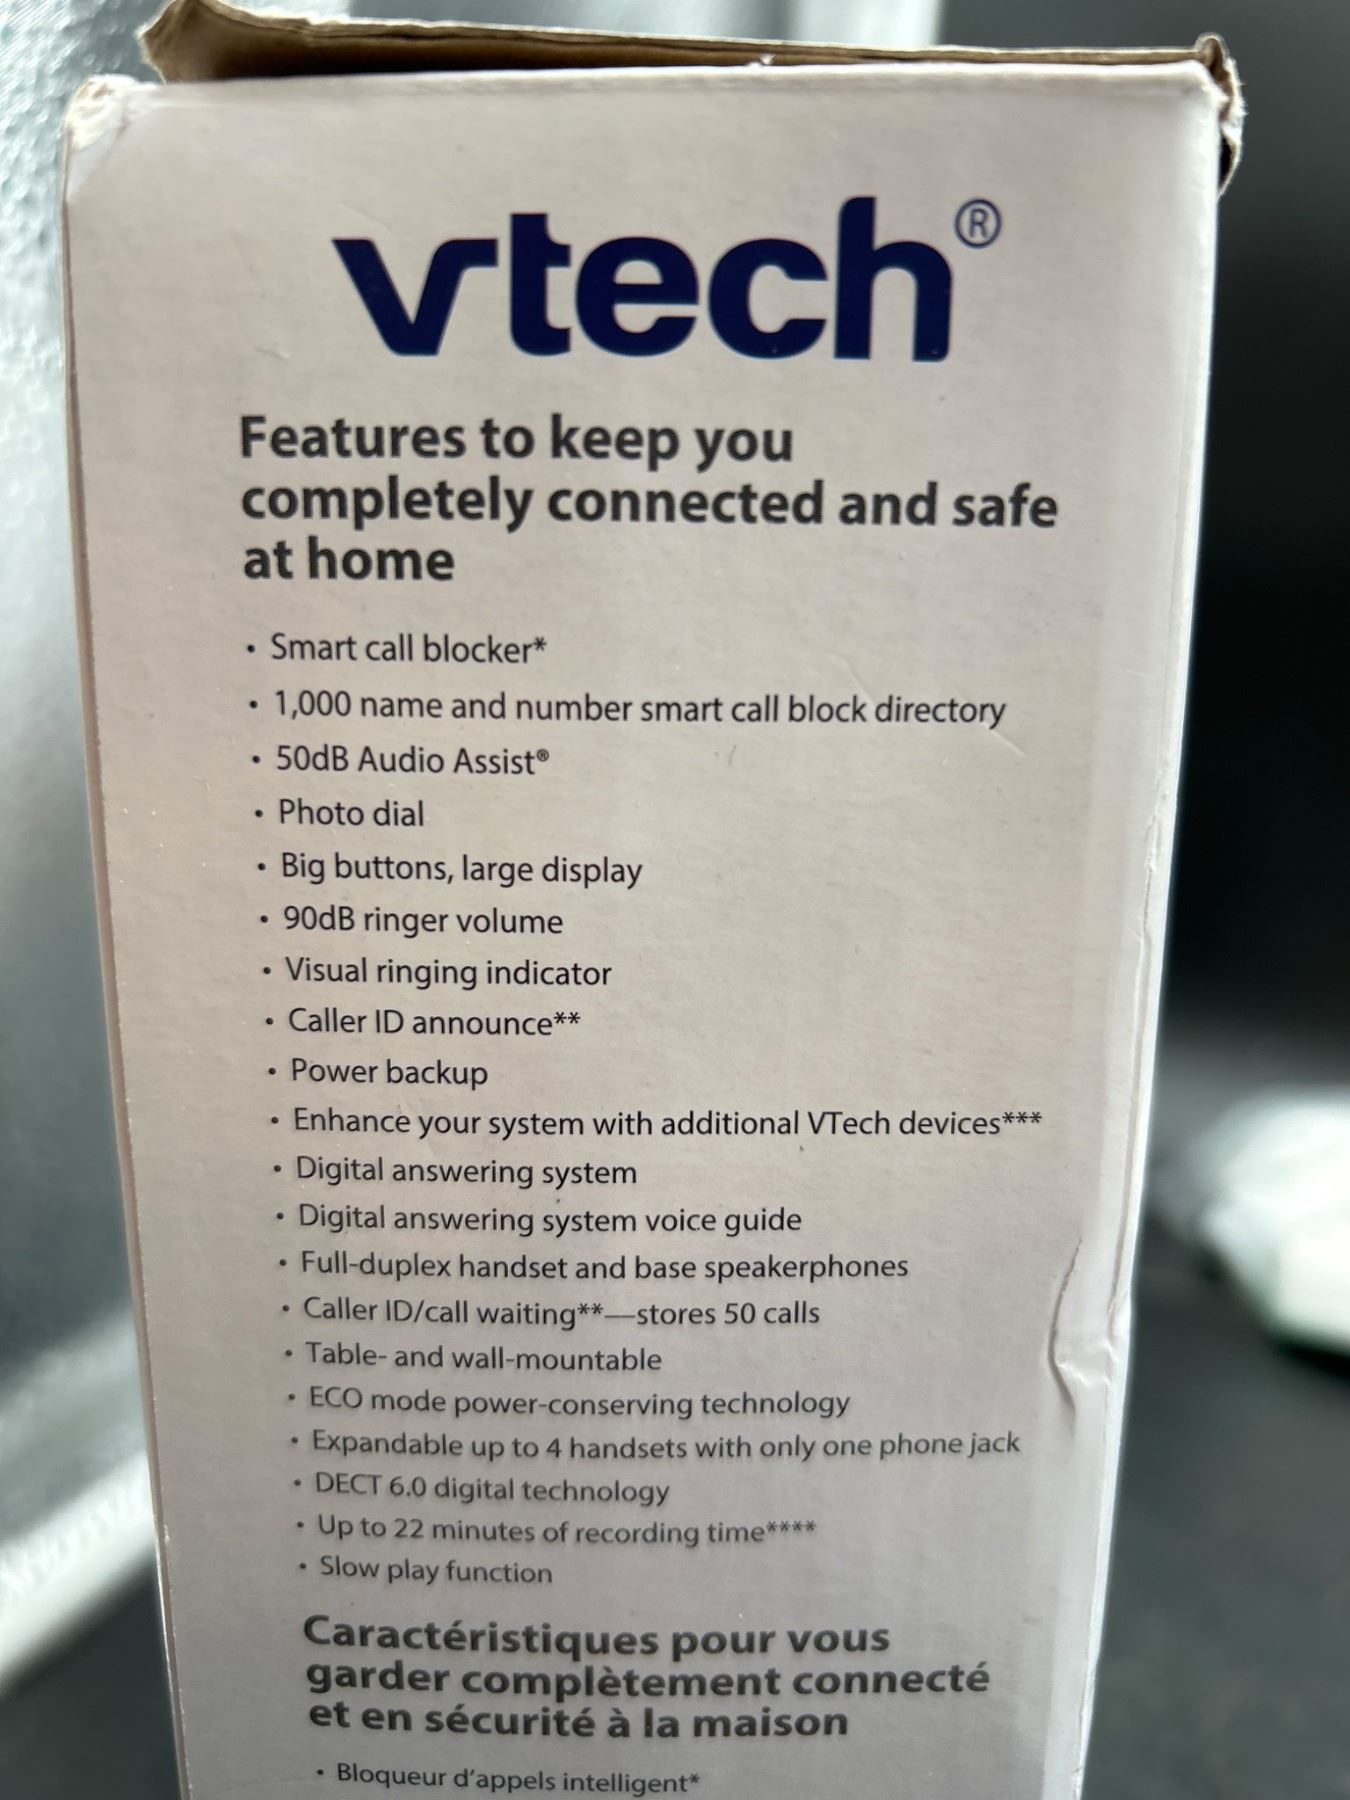 vtech®
Features to keep you
completely connected and safe
at home
• Smart call blocker*
• 1,000 name and number smart call block directory
• 50dB Audio Assist®
• Photo dial
• Big buttons, large display
• 90dB ringer volume
• Visual ringing indicator
• Caller ID announce**
• Power backup
• Enhance your system with additional VTech devices***
• Digital answering system
• Digital answering system voice guide
• Full-duplex handset and base speakerphones
• Caller ID/call waiting**—stores 50 calls
• Table- and wall-mountable
• ECO mode power-conserving technology
• Expandable up to 4 handsets with only one phone jack
• DECT 6.0 digital technology
• Up to 22 minutes of recording time****
• Slow play function
Caractéristiques pour vous
garder complètement connecté
et en sécurité à la maison
• Bloqueur d'appels intelligent*